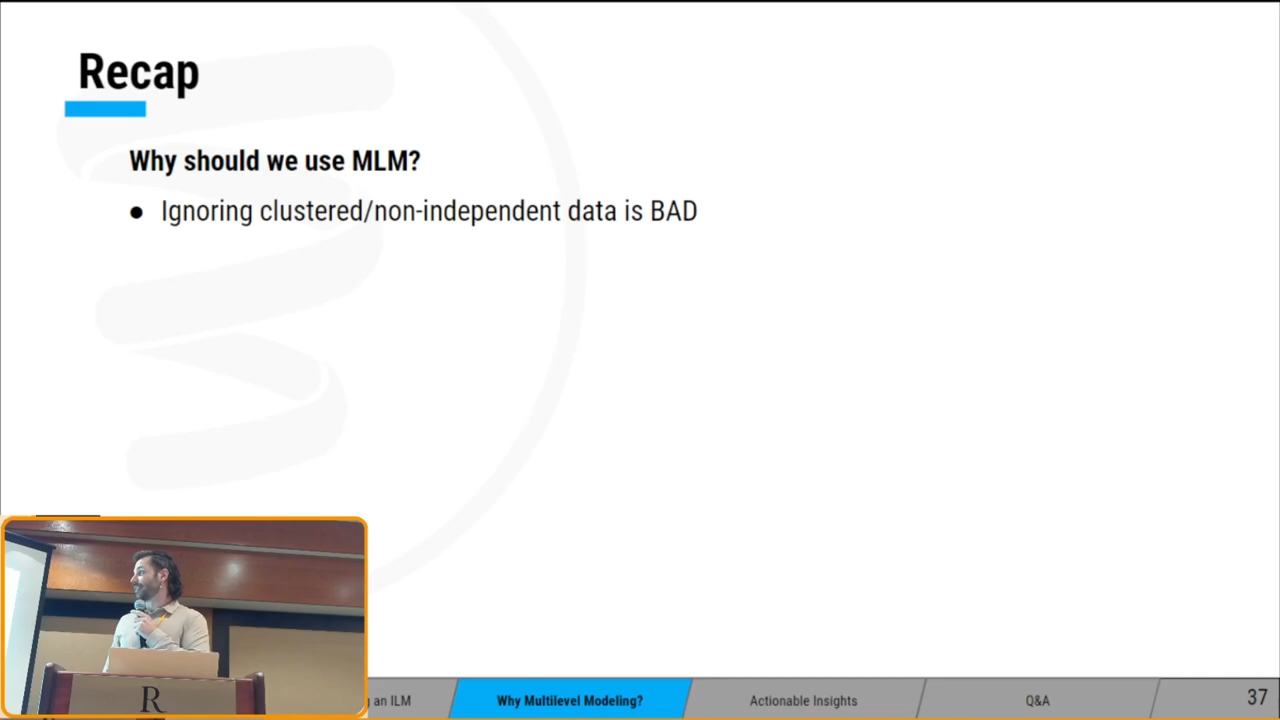 Recap
Why should we use MLM?
● Ignoring clustered/non-independent data is BAD
R
an ILM
Why Multilevel Modeling?
Actionable Insights
Q&A
37